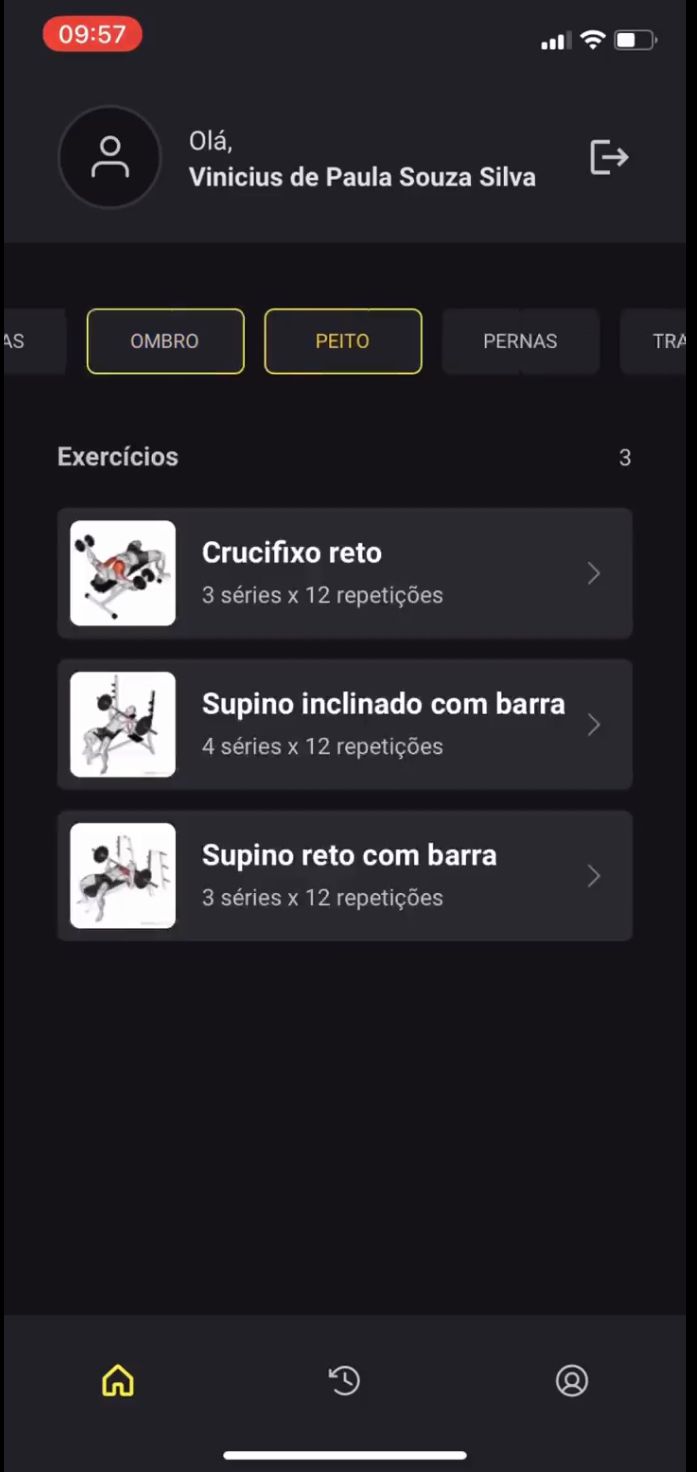 09:57
Olá,
Vinicius de Paula Souza Silva
AS
OMBRO
PEITO
PERNAS
TRA
Exercícios
3
Crucifixo reto
3 séries x 12 repetições
Supino inclinado com barra
4 séries x 12 repetições
Supino reto com barra
3 séries x 12 repetições